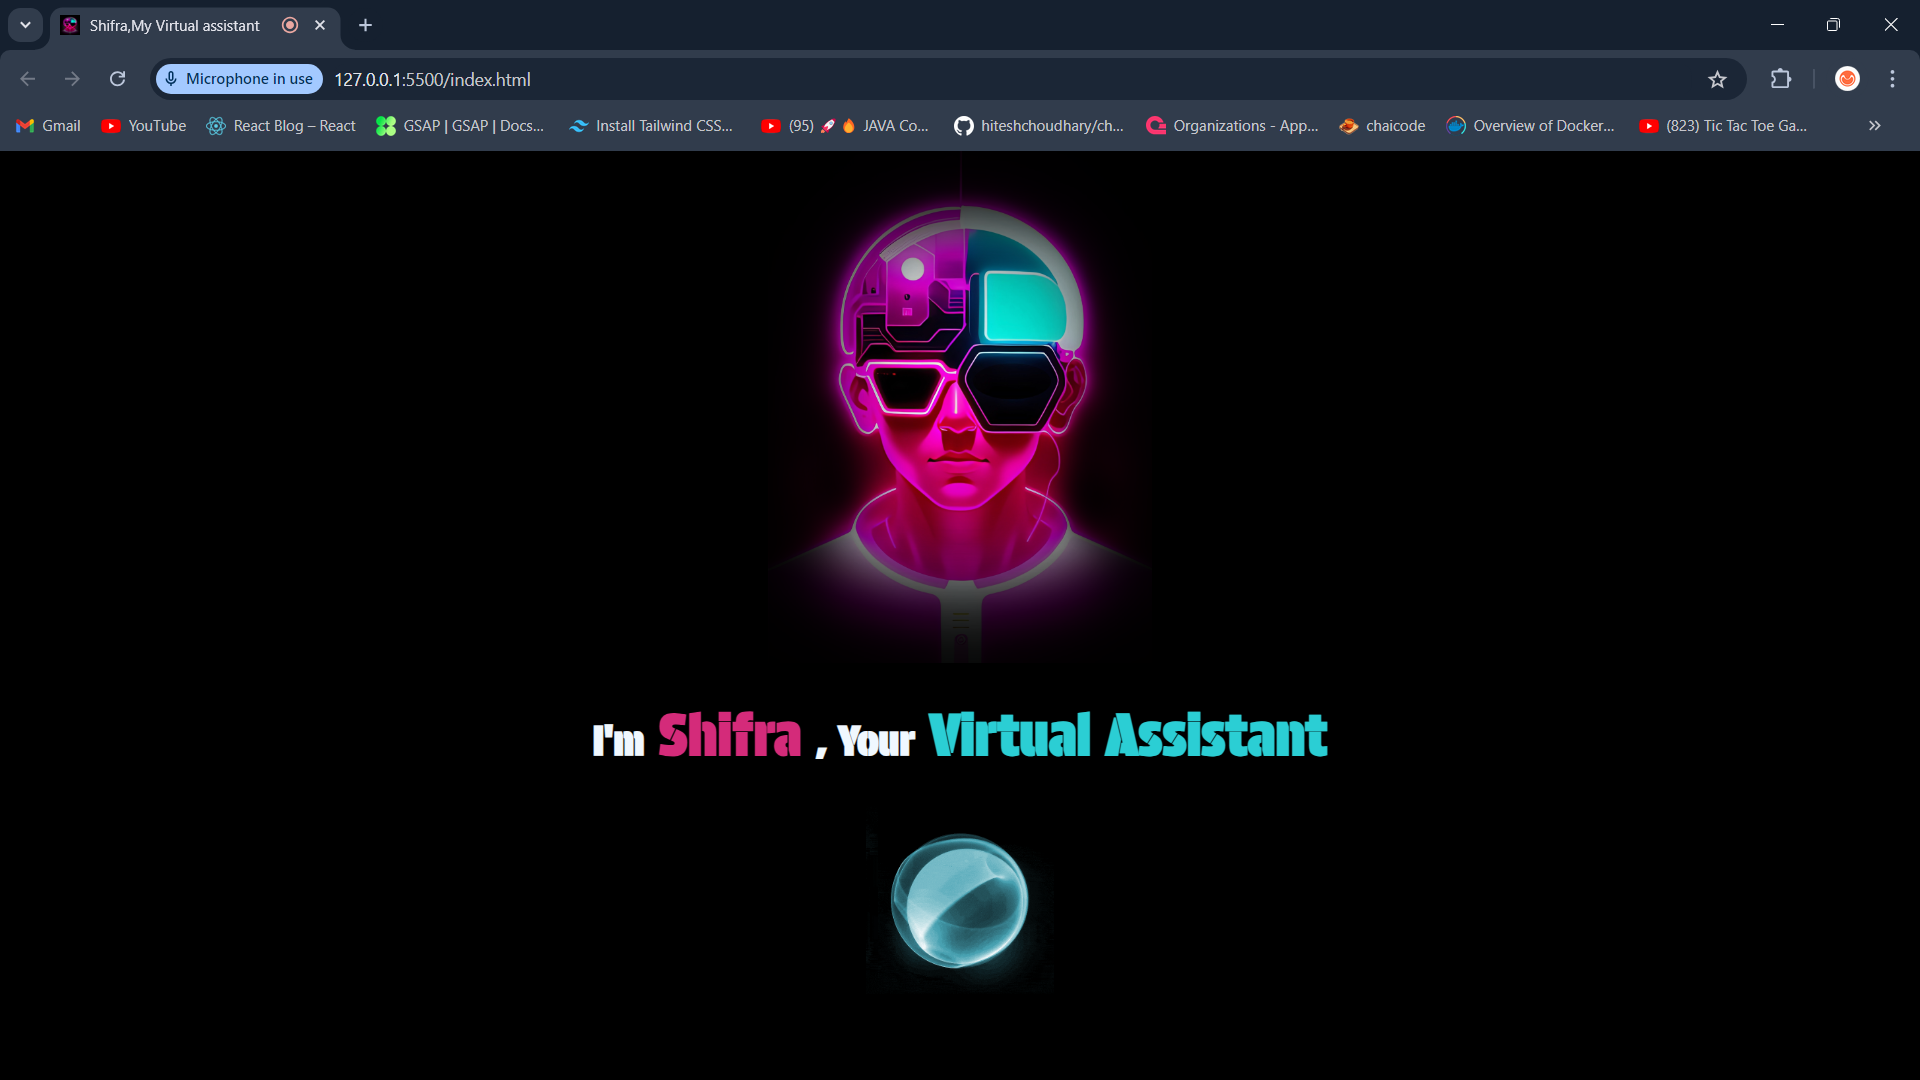 Shifra,My Virtual assistant
Microphone in use 127.0.0.1:5500/index.html
Gmail YouTube React Blog – React GSAP | GSAP | Docs... Install Tailwind CSS... (95) 🚀🔥 JAVA Co... hiteshchoudhary/ch... Organizations - App... chaicode Overview of Docker... (823) Tic Tac Toe Ga...
I'm Shifra , Your Virtual Assistant